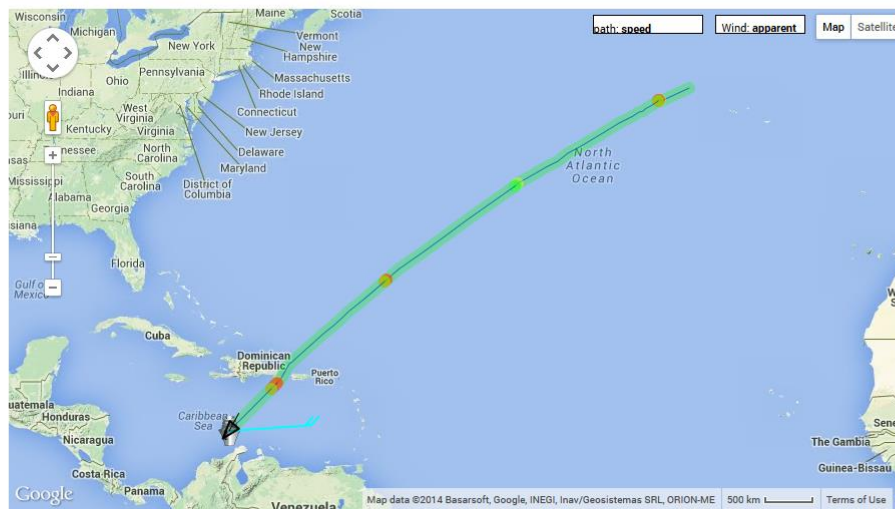 Wisconsin
Michigan
Maine
Scotia
New York
Vermont
New
Hampshire
Massachusetts
Rhode Island
Connecticut
New Jersey
Delaware
Maryland
District of
Columbia
Pennsylvania
Ohio
Indiana
West
Virginia
Kentucky
Virginia
North
Carolina
South
Carolina
Mississippi
Alabama
Georgia
Florida
Gulf of
Mexico
path: speed
Wind: apparent
Map
Satellite
North
Atlantic
Ocean
Cuba
Dominican
Republic
Puerto
Rico
Caribbean
Sea
Honduras
Nicaragua
Costa Rica
Panama
Venezuela
The Gambia
Guinea-Bissau
Google
Map data ©2014 Basarsoft, Google, INEGI, Inav/Geosistemas SRL, ORION-ME
500 km
Terms of Use